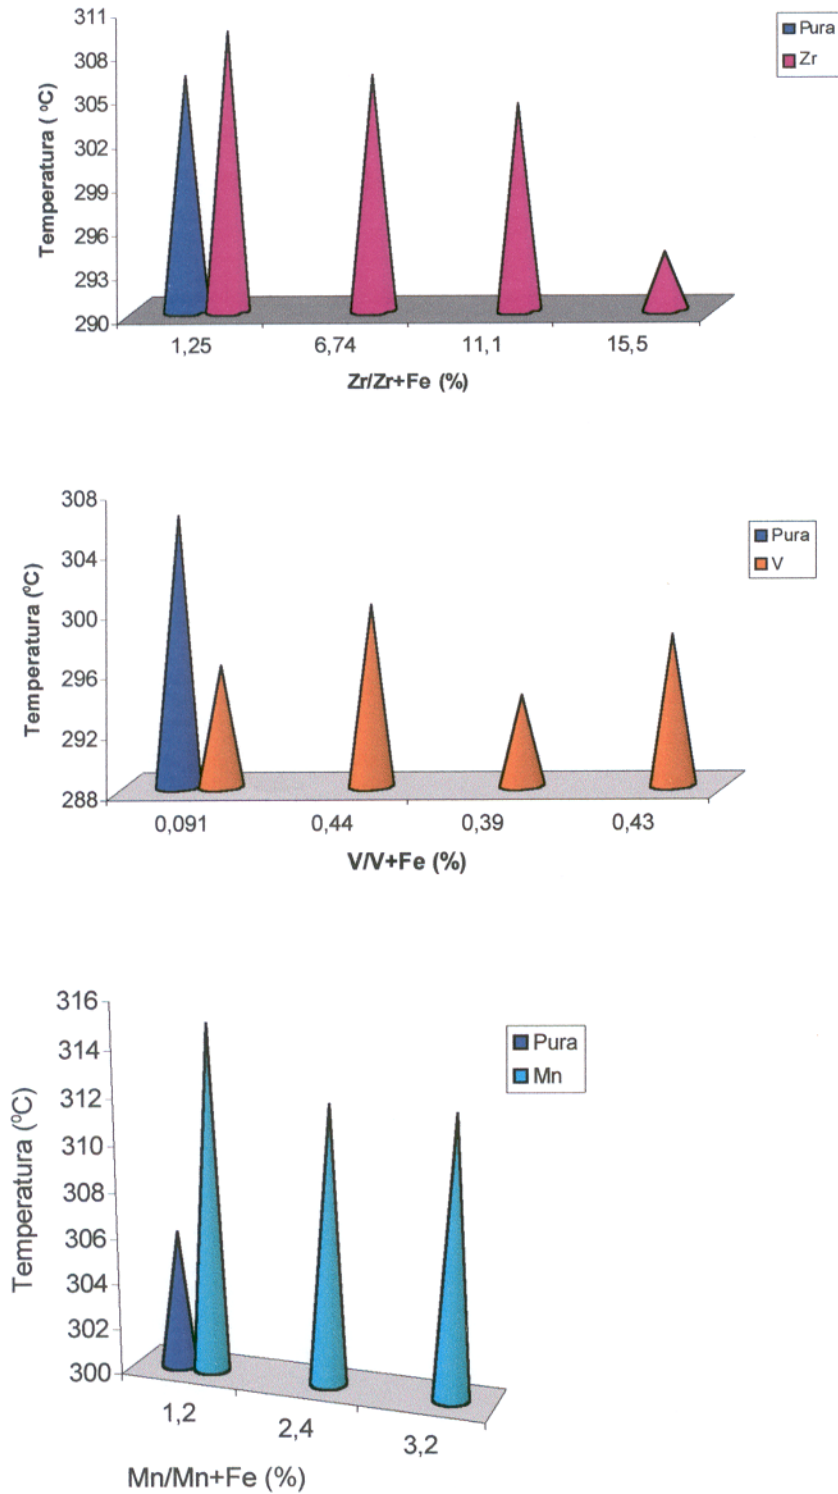 311
308
305
302
299
296
293
290
Temperatura ( ºC)
1,25 6,74 11,1 15,5
Zr/Zr+Fe (%)
Pura
Zr
308
304
300
296
292
288
Temperatura (ºC)
0,091 0,44 0,39 0,43
V/V+Fe (%)
Pura
V
316
314
312
310
308
306
304
302
300
Temperatura (ºC)
1,2 2,4 3,2
Mn/Mn+Fe (%)
Pura
Mn